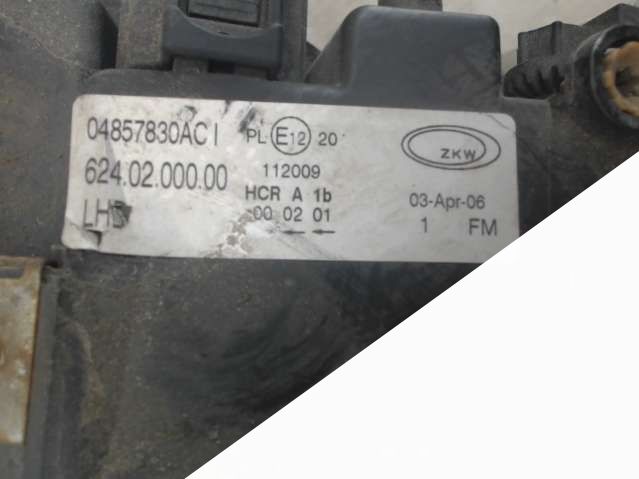 04857830AC I
624.02.000.00
LHD
PL E12 20
112009
HCR A 1b
00 02 01
← ←
ZKW
03-Apr-06
1 FM